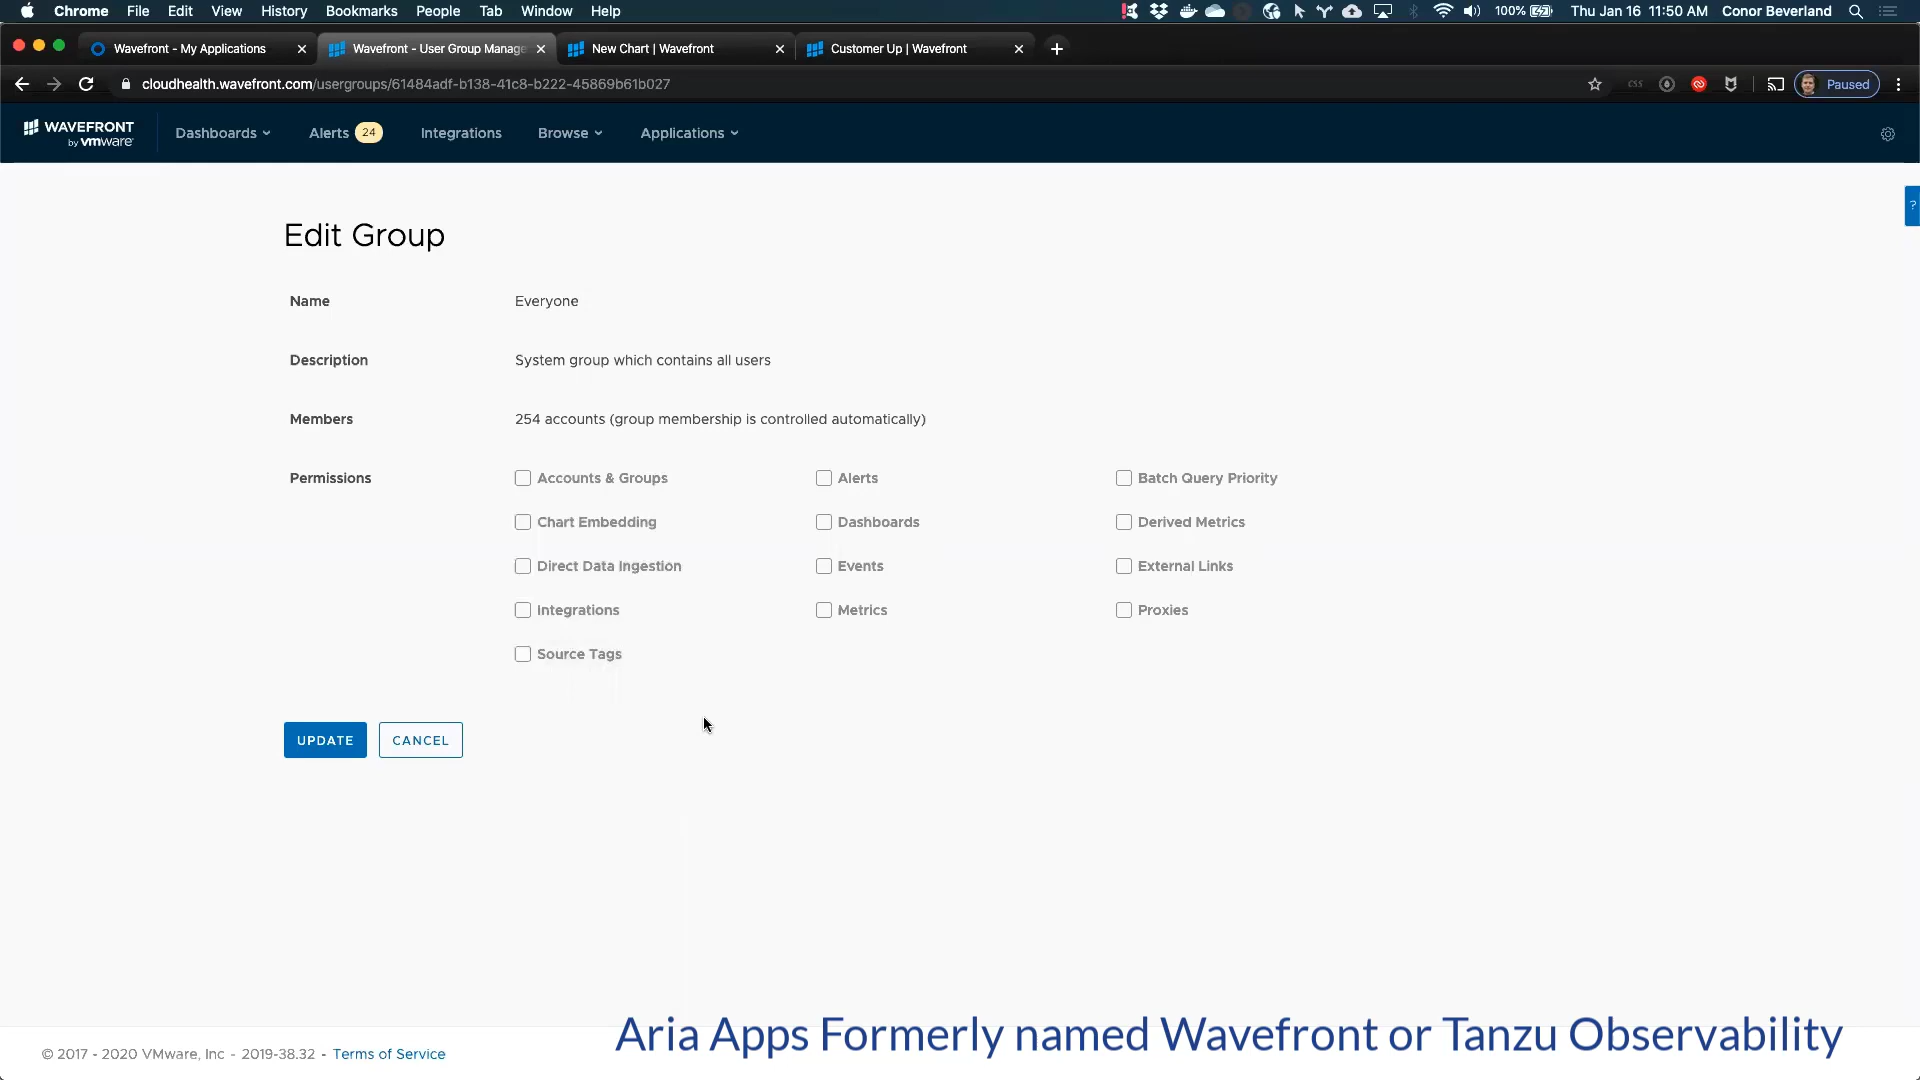 Chrome File Edit View History Bookmarks People Tab Window Help 100% Thu Jan 16 11:50 AM Conor Beverland
Wavefront - My Applications Wavefront - User Group Manage New Chart | Wavefront Customer Up | Wavefront
cloudhealth.wavefront.com/usergroups/61484adf-b138-41c8-b222-45869b61b027 css Paused
WAVEFRONT
by vmware
Dashboards Alerts 24 Integrations Browse Applications
?
Edit Group
Name Everyone
Description System group which contains all users
Members 254 accounts (group membership is controlled automatically)
Permissions Accounts & Groups Alerts Batch Query Priority
Chart Embedding Dashboards Derived Metrics
Direct Data Ingestion Events External Links
Integrations Metrics Proxies
Source Tags
UPDATE CANCEL
Aria Apps Formerly named Wavefront or Tanzu Observability
© 2017 - 2020 VMware, Inc - 2019-38.32 - Terms of Service